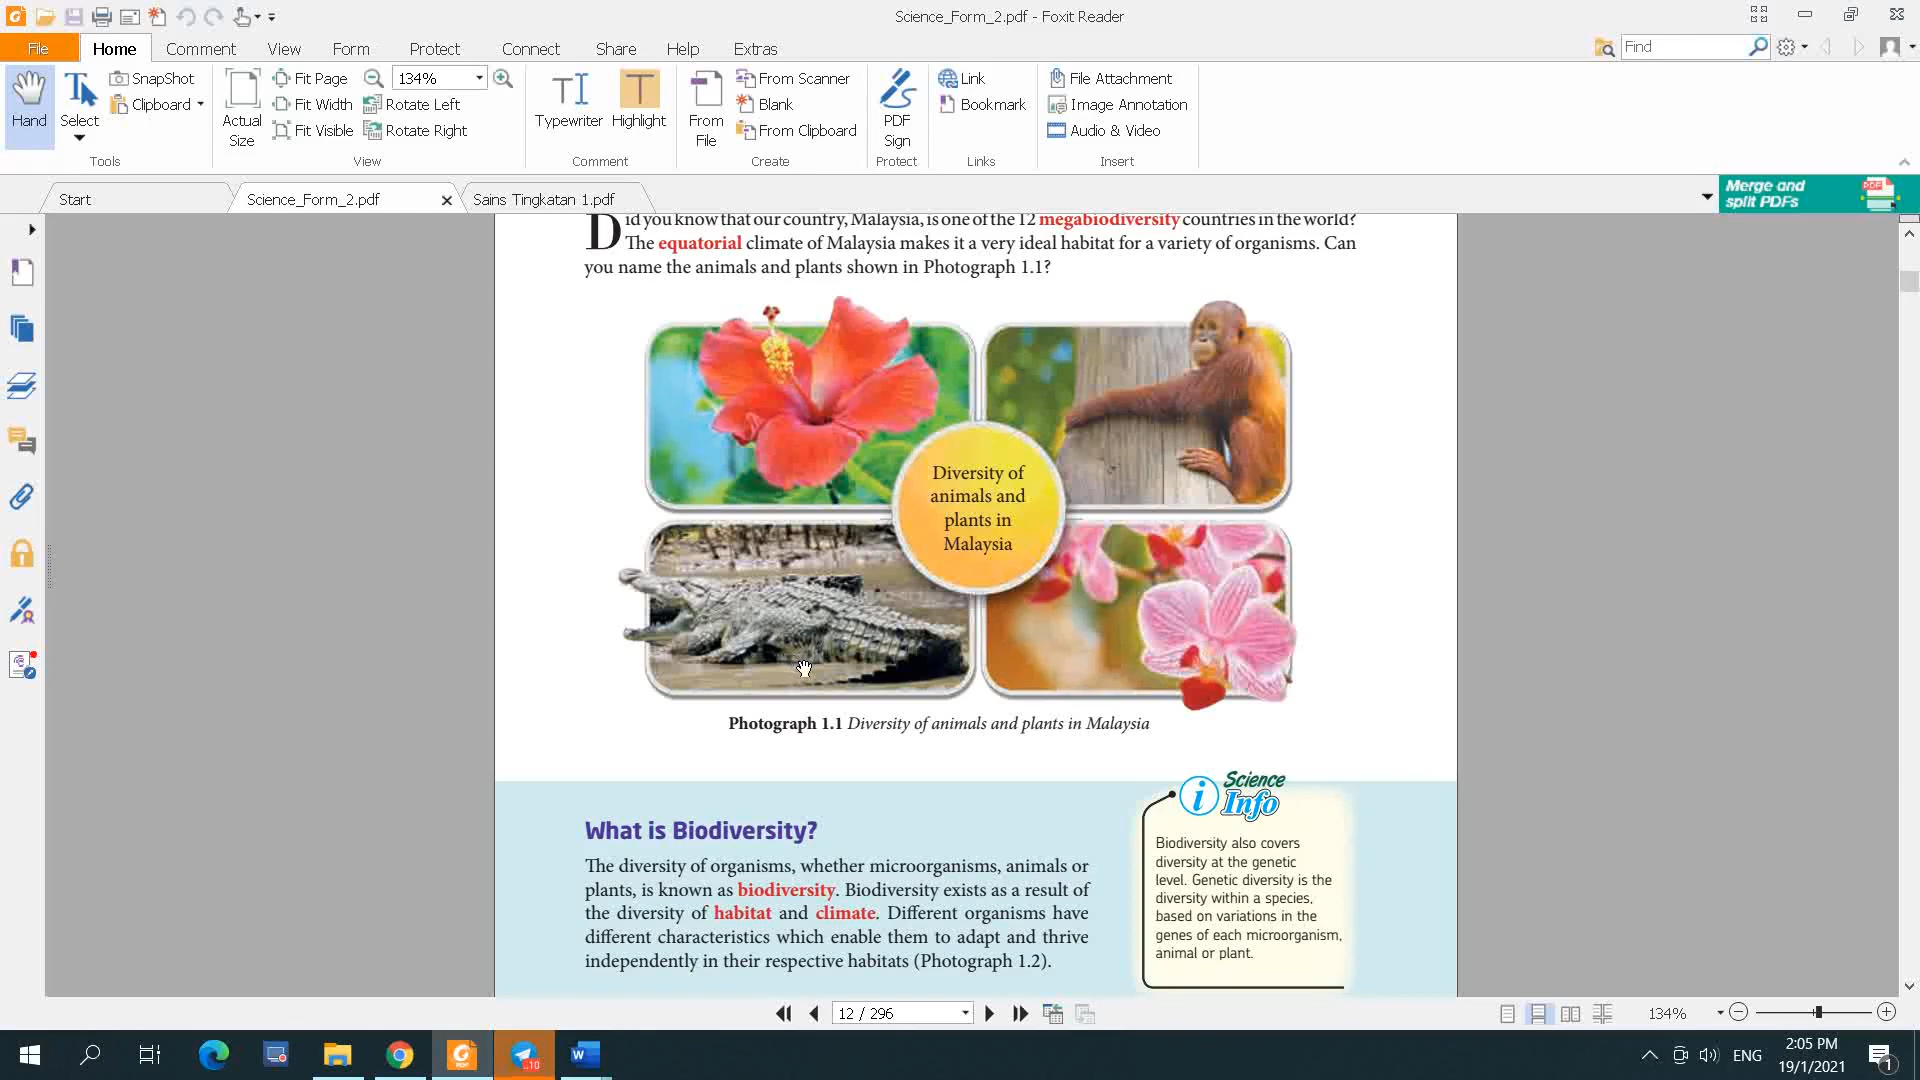 Science_Form_2.pdf - Foxit Reader
File Home Comment View Form Protect Connect Share Help Extras
Find
Hand
Select
SnapShot
Clipboard
Tools
Actual Size
Fit Page
Fit Width
Fit Visible
134%
Rotate Left
Rotate Right
View
Typewriter
Highlight
Comment
From File
From Scanner
Blank
From Clipboard
Create
PDF Sign
Protect
Link
Bookmark
Links
File Attachment
Image Annotation
Audio & Video
Insert
Start
Science_Form_2.pdf
Sains Tingkatan 1.pdf
Merge and
split PDFs
PDF
Did you know that our country, Malaysia, is one of the 12 megabiodiversity countries in the world?
The equatorial climate of Malaysia makes it a very ideal habitat for a variety of organisms. Can
you name the animals and plants shown in Photograph 1.1?
Diversity of
animals and
plants in
Malaysia
Photograph 1.1 Diversity of animals and plants in Malaysia
What is Biodiversity?
The diversity of organisms, whether microorganisms, animals or
plants, is known as biodiversity. Biodiversity exists as a result of
the diversity of habitat and climate. Different organisms have
different characteristics which enable them to adapt and thrive
independently in their respective habitats (Photograph 1.2).
i Science
Info
Biodiversity also covers
diversity at the genetic
level. Genetic diversity is the
diversity within a species,
based on variations in the
genes of each microorganism,
animal or plant.
12 / 296
134%
ENG
2:05 PM
19/1/2021
1
..10
W
PDF